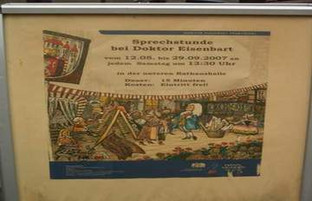 Sprechstunde
bei Doktor Eisenbart
vom 12.05. bis 29.09.2007 an
jedem Samstag um 13:30 Uhr
in der unteren Rathaushalle
Dauer: 15 Minuten
Kosten: Eintritt frei!